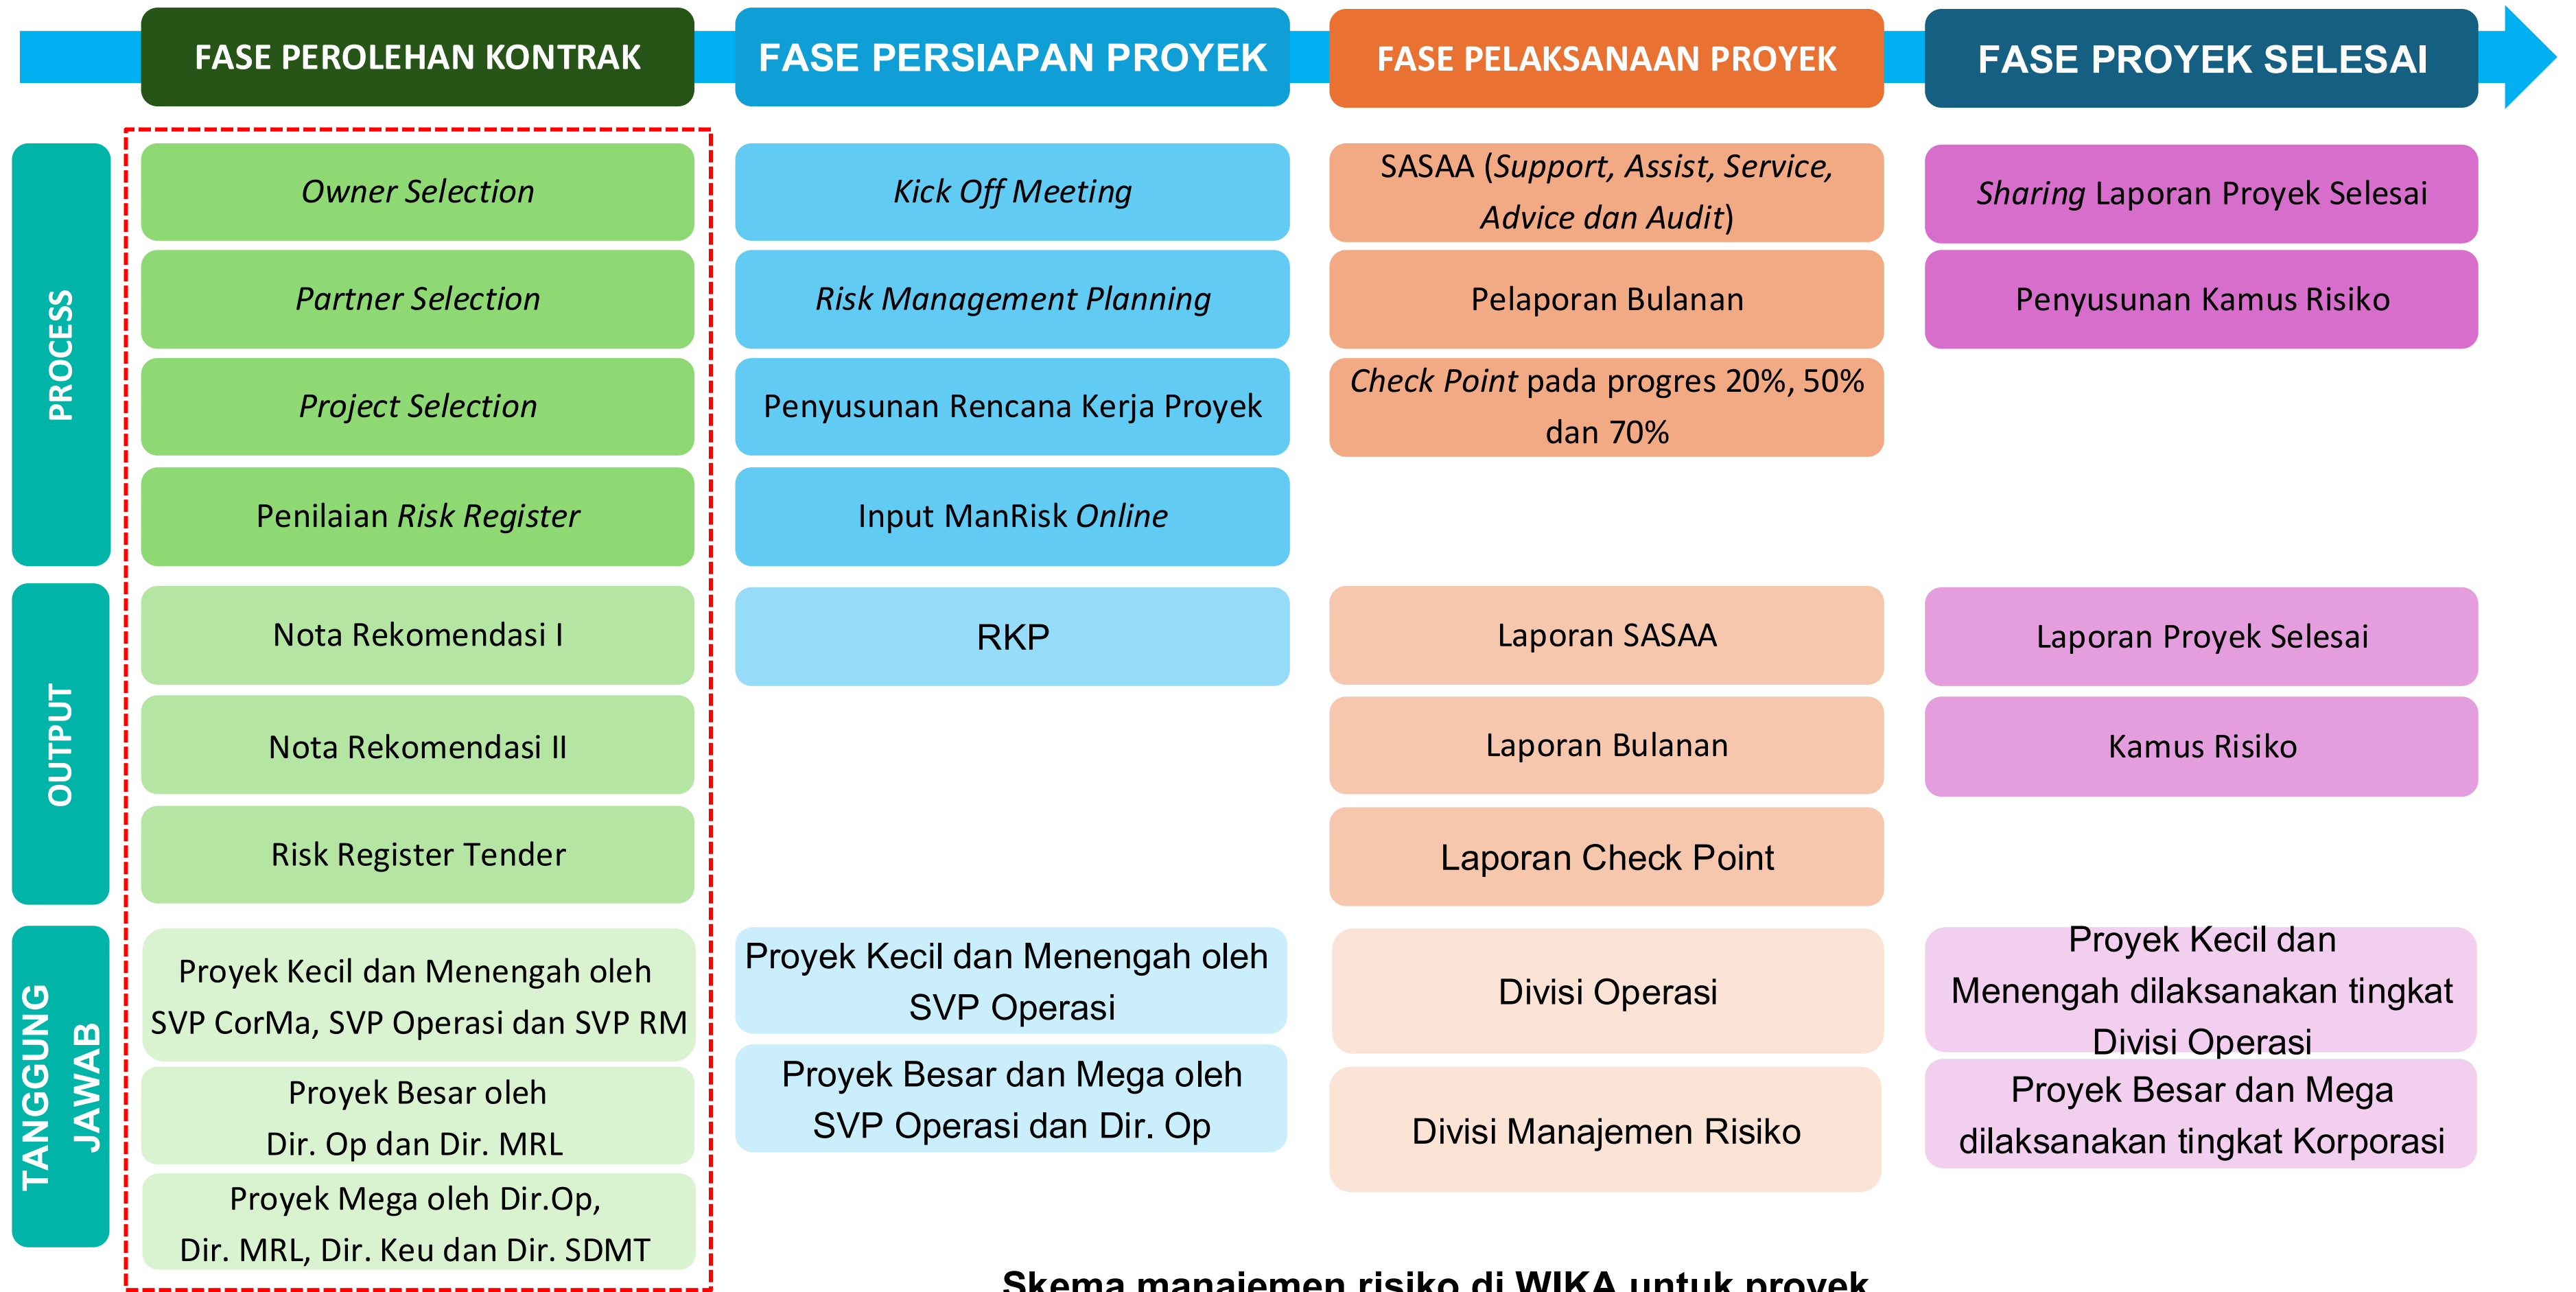 FASE PEROLEHAN KONTRAK
FASE PERSIAPAN PROYEK
FASE PELAKSANAAN PROYEK
FASE PROYEK SELESAI
PROCESS
Owner Selection
Kick Off Meeting
SASAA (Support, Assist, Service,
Advice dan Audit)
Sharing Laporan Proyek Selesai
Partner Selection
Risk Management Planning
Pelaporan Bulanan
Penyusunan Kamus Risiko
Project Selection
Penyusunan Rencana Kerja Proyek
Check Point pada progres 20%, 50%
dan 70%
Penilaian Risk Register
Input ManRisk Online
OUTPUT
Nota Rekomendasi I
RKP
Laporan SASAA
Laporan Proyek Selesai
Nota Rekomendasi II
Laporan Bulanan
Kamus Risiko
Risk Register Tender
Laporan Check Point
TANGGUNG
JAWAB
Proyek Kecil dan Menengah oleh
SVP CorMa, SVP Operasi dan SVP RM
Proyek Kecil dan Menengah oleh
SVP Operasi
Divisi Operasi
Proyek Kecil dan
Menengah dilaksanakan tingkat
Divisi Operasi
Proyek Besar oleh
Dir. Op dan Dir. MRL
Proyek Besar dan Mega oleh
SVP Operasi dan Dir. Op
Divisi Manajemen Risiko
Proyek Besar dan Mega
dilaksanakan tingkat Korporasi
Proyek Mega oleh Dir.Op,
Dir. MRL, Dir. Keu dan Dir. SDMT
Skema manajemen risiko di WIKA untuk proyek